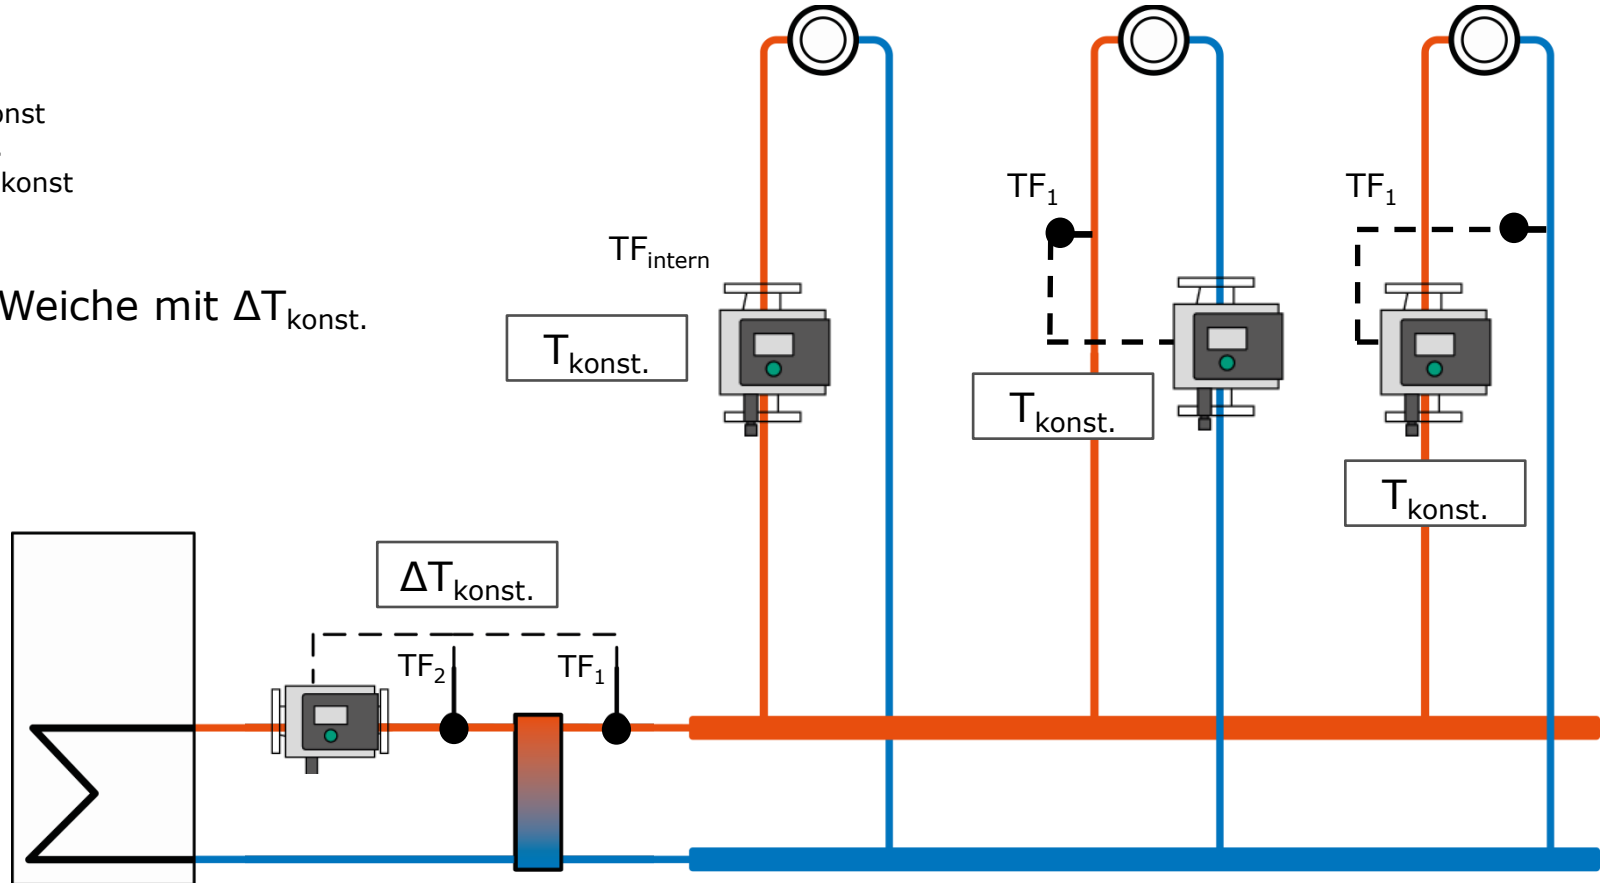 onst
konst
TF1
TF1
TFintern
Weiche mit ΔTkonst.
Tkonst.
Tkonst.
Tkonst.
ΔTkonst.
TF2
TF1